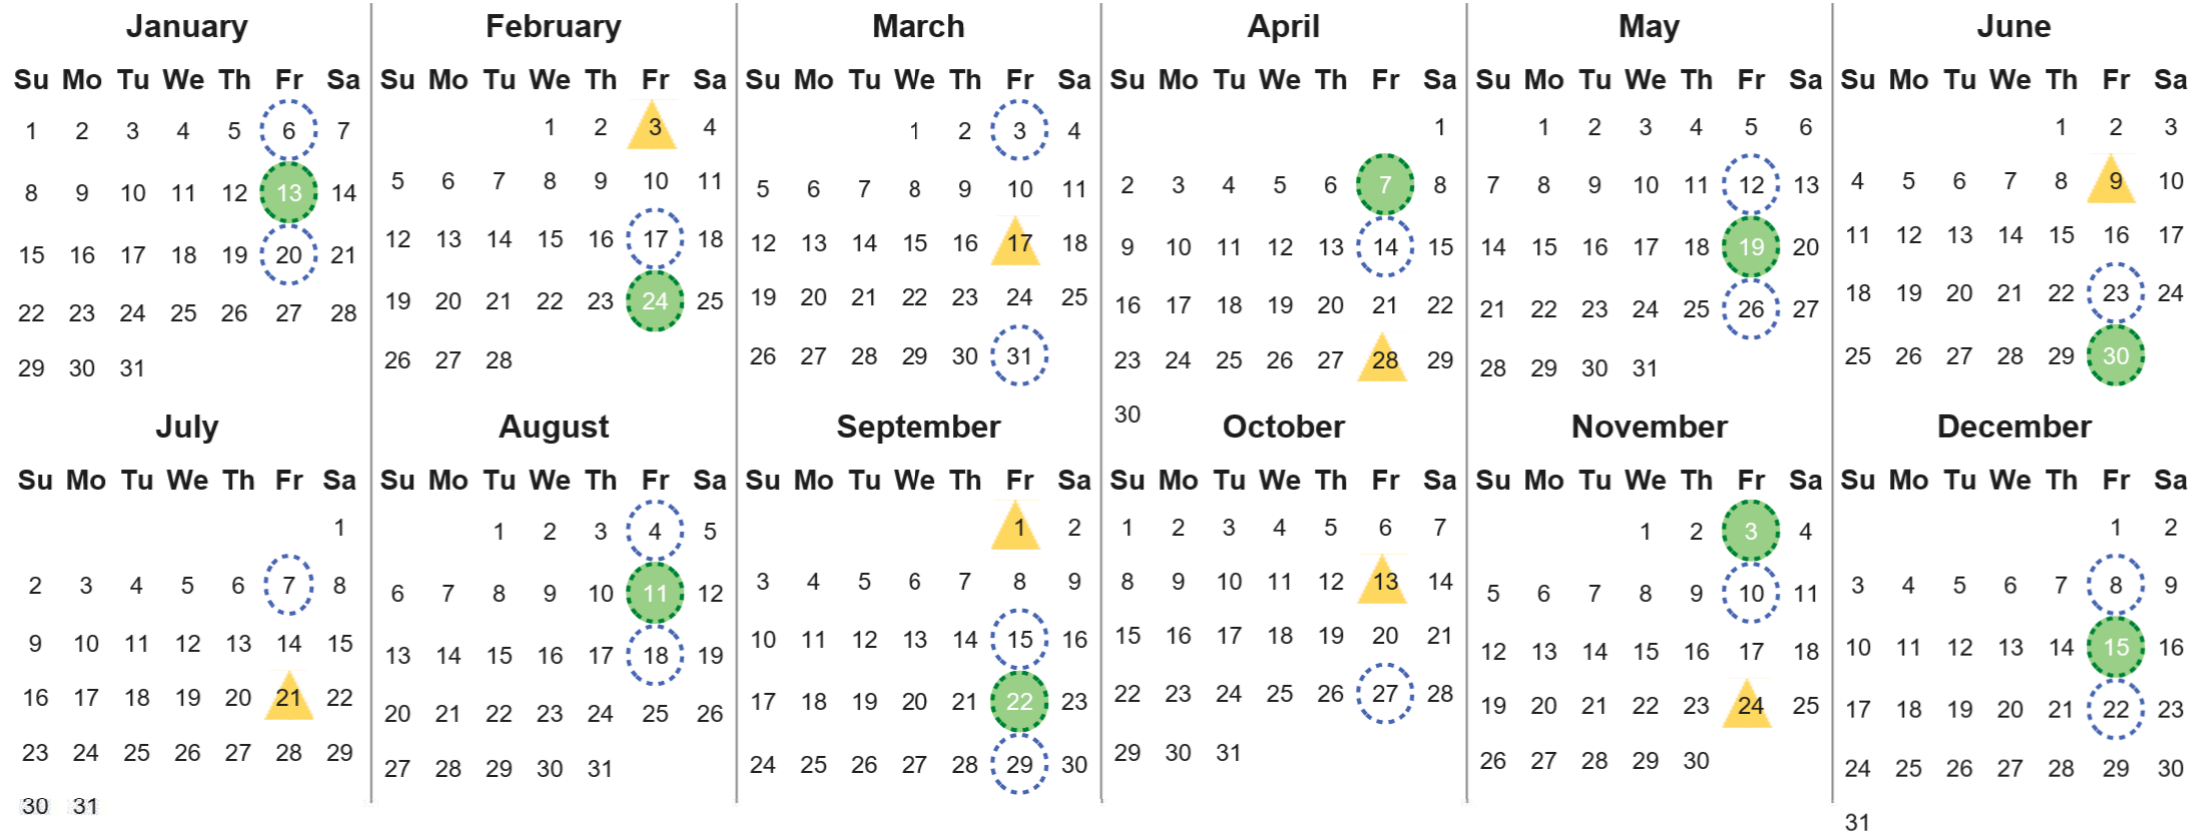 January
Su Mo Tu We Th Fr Sa
1 2 3 4 5 6 7
8 9 10 11 12 13 14
15 16 17 18 19 20 21
22 23 24 25 26 27 28
29 30 31
February
Su Mo Tu We Th Fr Sa
1 2 3 4
5 6 7 8 9 10 11
12 13 14 15 16 17 18
19 20 21 22 23 24 25
26 27 28
March
Su Mo Tu We Th Fr Sa
1 2 3 4
5 6 7 8 9 10 11
12 13 14 15 16 17 18
19 20 21 22 23 24 25
26 27 28 29 30 31
April
Su Mo Tu We Th Fr Sa
1
2 3 4 5 6 7 8
9 10 11 12 13 14 15
16 17 18 19 20 21 22
23 24 25 26 27 28 29
30
May
Su Mo Tu We Th Fr Sa
1 2 3 4 5 6
7 8 9 10 11 12 13
14 15 16 17 18 19 20
21 22 23 24 25 26 27
28 29 30 31
June
Su Mo Tu We Th Fr Sa
1 2 3
4 5 6 7 8 9 10
11 12 13 14 15 16 17
18 19 20 21 22 23 24
25 26 27 28 29 30
July
Su Mo Tu We Th Fr Sa
1
2 3 4 5 6 7 8
9 10 11 12 13 14 15
16 17 18 19 20 21 22
23 24 25 26 27 28 29
30 31
August
Su Mo Tu We Th Fr Sa
1 2 3 4 5
6 7 8 9 10 11 12
13 14 15 16 17 18 19
20 21 22 23 24 25 26
27 28 29 30 31
September
Su Mo Tu We Th Fr Sa
1 2
3 4 5 6 7 8 9
10 11 12 13 14 15 16
17 18 19 20 21 22 23
24 25 26 27 28 29 30
October
Su Mo Tu We Th Fr Sa
1 2 3 4 5 6 7
8 9 10 11 12 13 14
15 16 17 18 19 20 21
22 23 24 25 26 27 28
29 30 31
November
Su Mo Tu We Th Fr Sa
1 2 3 4
5 6 7 8 9 10 11
12 13 14 15 16 17 18
19 20 21 22 23 24 25
26 27 28 29 30
December
Su Mo Tu We Th Fr Sa
1 2
3 4 5 6 7 8 9
10 11 12 13 14 15 16
17 18 19 20 21 22 23
24 25 26 27 28 29 30
31